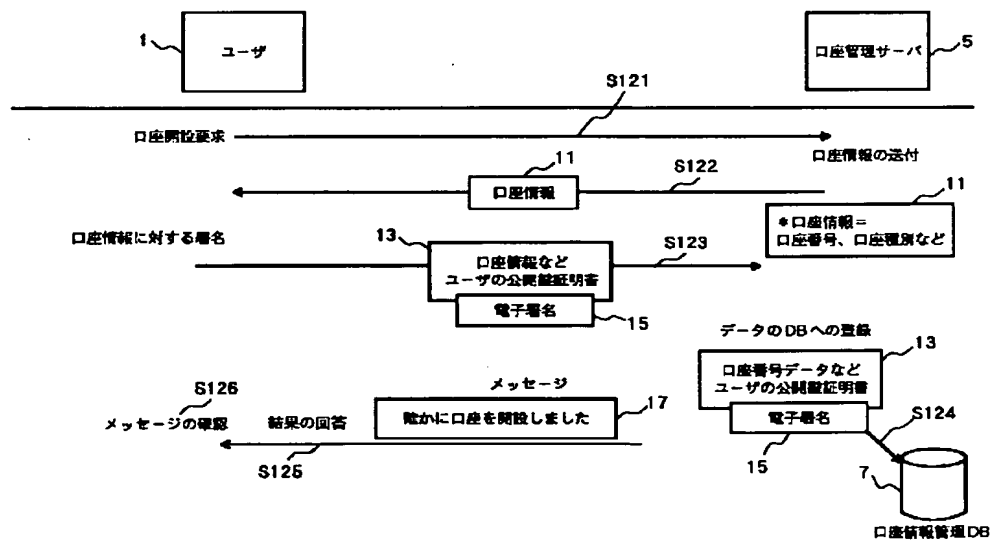 1
ユーザ
口座管理サーバ
5
S121
口座開設要求
口座情報の送付
11
口座情報
S122
11
*口座情報=
口座番号、口座種別など
口座情報に対する署名
13
口座情報など
ユーザの公開鍵証明書
電子署名
15
S123
データのDBへの登録
13
口座番号データなど
ユーザの公開鍵証明書
電子署名
15
S124
7
口座情報管理DB
メッセージ
確かに口座を開設しました
17
S126
メッセージの確認
結果の回答
S125